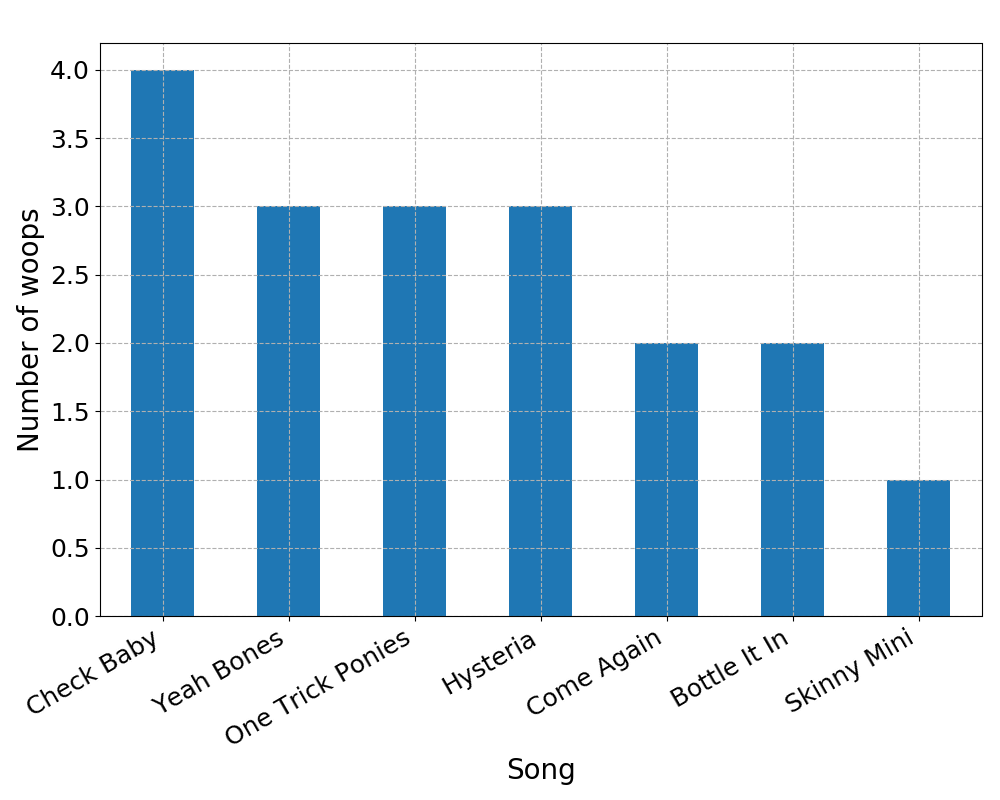 Number of woops
4.0
3.5
3.0
2.5
2.0
1.5
1.0
0.5
0.0
Check Baby
Yeah Bones
One Trick Ponies
Hysteria
Come Again
Bottle It In
Skinny Mini
Song